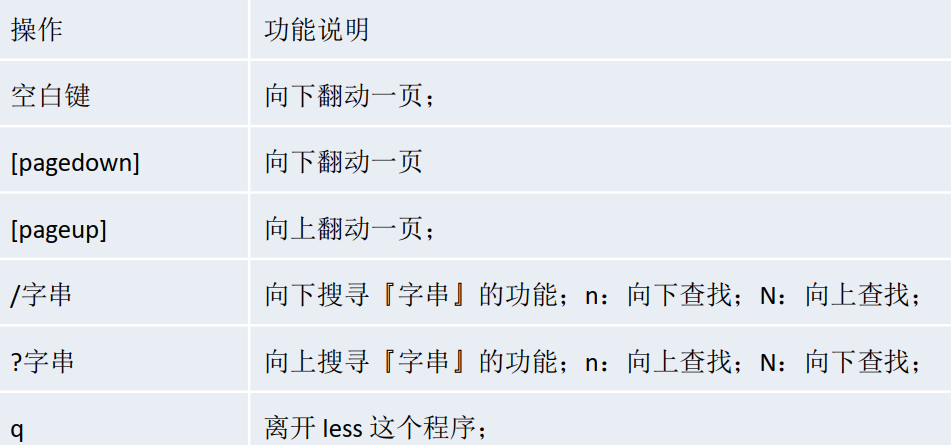 操作 功能说明
空白键 向下翻动一页；
[pagedown] 向下翻动一页
[pageup] 向上翻动一页；
/字串 向下搜寻『字串』的功能；n：向下查找；N：向上查找；
?字串 向上搜寻『字串』的功能；n：向上查找；N：向下查找；
q 离开 less 这个程序；